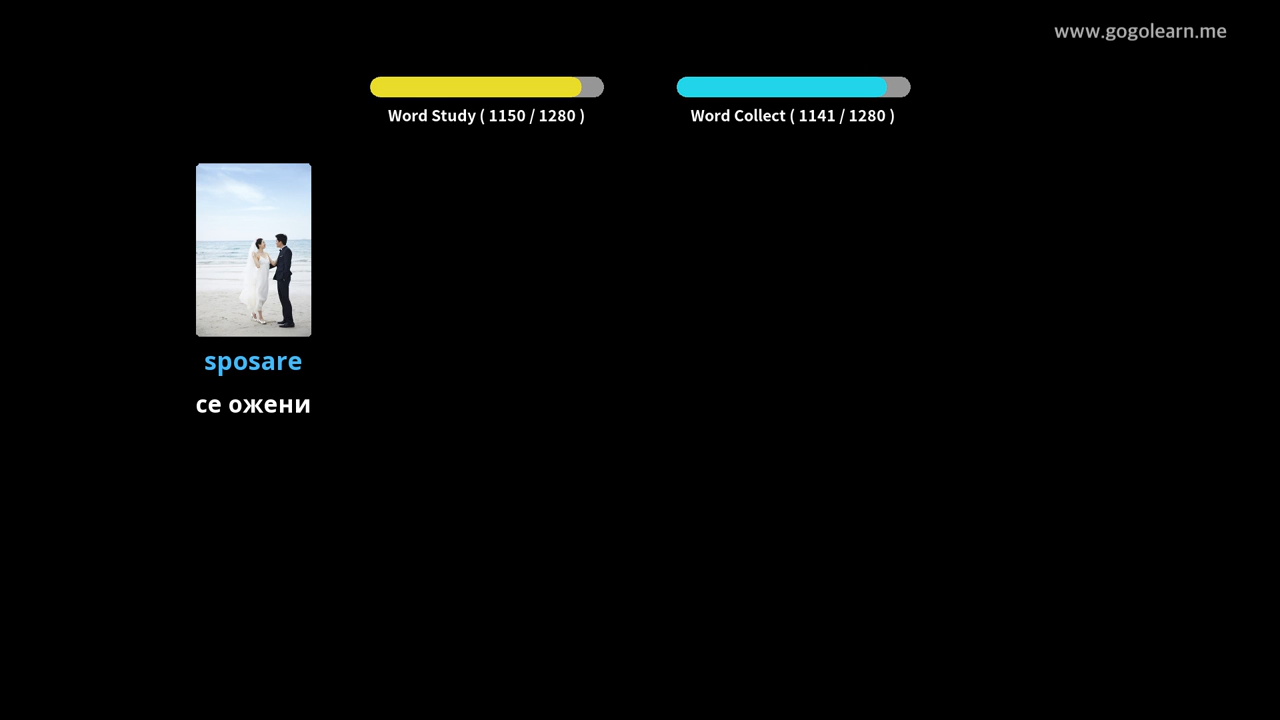 www.gogolearn.me
Word Study ( 1150 / 1280 )
Word Collect ( 1141 / 1280 )
sposare
се ожени